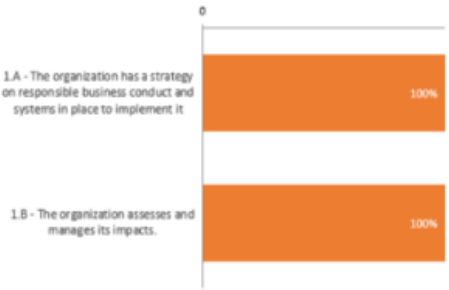 0
1.A - The organization has a strategy
on responsible business conduct and
systems in place to implement it
100%
1.B - The organization assesses and
manages its impacts.
100%